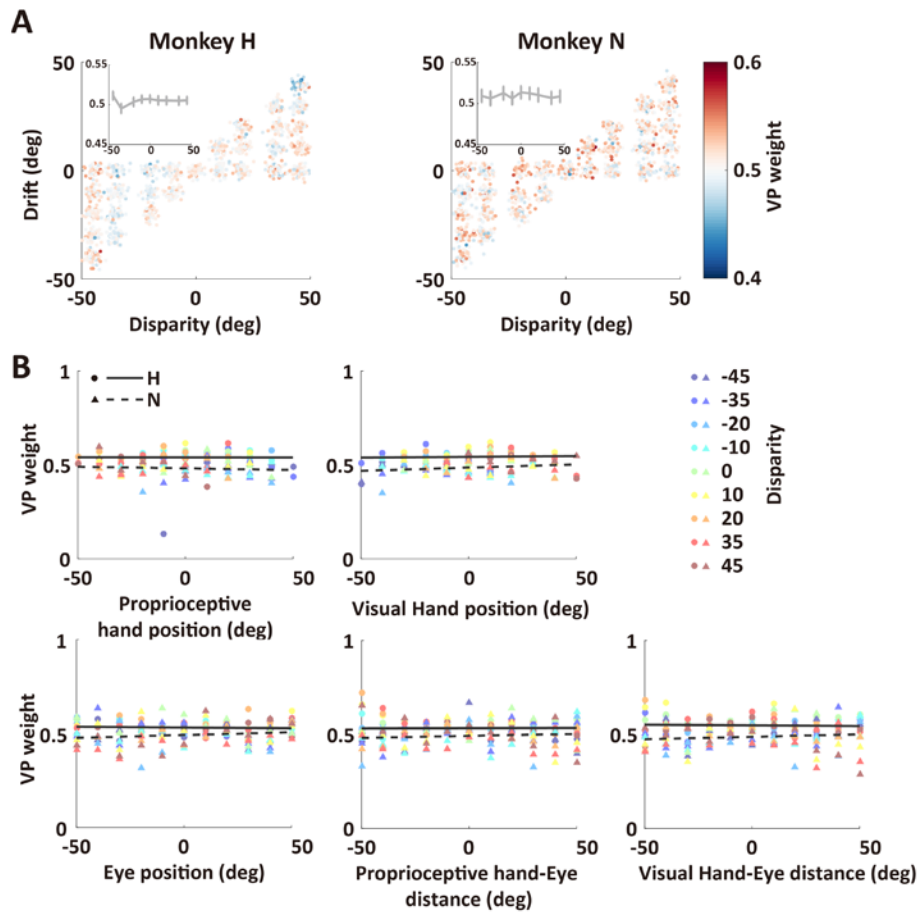 A
Monkey H
Monkey N
50
0
-50
Drift (deg)
0.55
0.5
0.45
-50 0 50
-50 0 50
Disparity (deg)
50
0
-50
0.55
0.5
0.45
-50 0 50
-50 0 50
Disparity (deg)
0.6
0.5
0.4
VP weight
B
1
0.5
0
VP weight
H
N
-50 0 50
Proprioceptive
hand position (deg)
1
0.5
0
-50 0 50
Visual Hand position (deg)
-45
-35
-20
-10
0
10
20
35
45
Disparity
1
0.5
0
VP weight
-50 0 50
Eye position (deg)
1
0.5
0
-50 0 50
Proprioceptive hand-Eye
distance (deg)
1
0.5
0
-50 0 50
Visual Hand-Eye distance (deg)